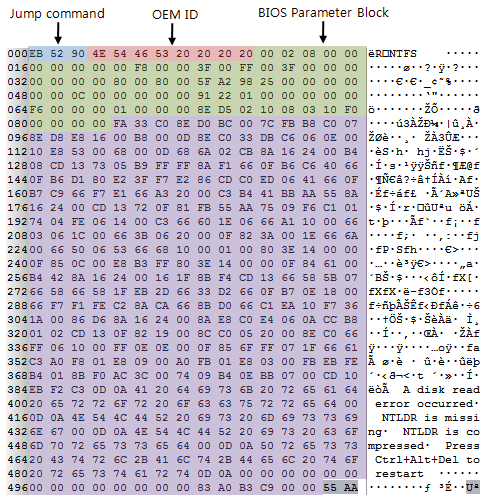 Jump command OEM ID BIOS Parameter Block
000 EB 52 90 4E 54 46 53 20 20 20 20 00 02 08 00 00 ëR□NTFS .....
016 00 00 00 00 00 F8 00 00 3F 00 FF 00 3F 00 00 00 .....ø..?.ÿ.?...
032 00 00 00 00 80 00 80 00 5F A2 98 25 00 00 00 00 ....€.€._¢˜%....
048 00 00 0C 00 00 00 00 00 91 22 01 00 00 00 00 00 ........‘"......
064 F6 00 00 00 01 00 00 00 8E D5 02 10 08 03 10 F0 ö.......ŽÕ.....ð
080 00 00 00 00 FA 33 C0 8E D0 BC 00 7C FB B8 C0 07 ....ú3ÀŽÐ¼.|û¸À.
096 8E D8 E8 16 00 B8 00 0D 8E C0 33 DB C6 06 0E 00 ŽØè..¸..ŽÀ3ÛÆ...
112 10 E8 53 00 68 00 0D 68 6A 02 CB 8A 16 24 00 B4 .èS.h..hj.ËŠ.$.´
128 08 CD 13 73 05 B9 FF FF 8A F1 66 0F B6 C6 40 66 .Í.s.¹ÿÿŠñf.¶Æ@f
144 0F B6 D1 80 E2 3F F7 E2 86 CD C0 ED 06 41 66 0F .¶Ñ€â?÷â†ÍÀí.Af.
160 B7 C9 66 F7 E1 66 A3 20 00 C3 B4 41 BB AA 55 8A ·Éf÷áf£ .Ã´A»ªUŠ
176 16 24 00 CD 13 72 0F 81 FB 55 AA 75 09 F6 C1 01 .$.Í.r.□ûUªu.öÁ.
192 74 04 FE 06 14 00 C3 66 60 1E 06 66 A1 10 00 66 t.þ...Ãf`..f¡..f
208 03 06 1C 00 66 3B 06 20 00 0F 82 3A 00 1E 66 6A ....f;. ..‚:..fj
224 00 66 50 06 53 66 68 10 00 01 00 80 3E 14 00 00 .fP.Sfh....€>...
240 0F 85 0C 00 E8 B3 FF 80 3E 14 00 00 0F 84 61 00 .…..è³ÿ€>....„a.
256 B4 42 8A 16 24 00 16 1F 8B F4 CD 13 66 58 5B 07 ´BŠ.$...‹ôÍ.fX[.
272 66 58 66 58 1F EB 2D 66 33 D2 66 0F B7 0E 18 00 fXfX.ë-f3Òf.·...
288 66 F7 F1 FE C2 8A CA 66 8B D0 66 C1 EA 10 F7 36 f÷ñþÂŠÊf‹ÐfÁê.÷6
304 1A 00 86 D6 8A 16 24 00 8A E8 C0 E4 06 0A CC B8 ..†ÖŠ.$.ŠèÀä..Ì¸
320 01 02 CD 13 0F 82 19 00 8C C0 05 20 00 8E C0 66 ..Í..‚..ŒÀ. .ŽÀf
336 FF 06 10 00 FF 0E 0E 00 0F 85 6F FF 07 1F 66 61 ÿ...ÿ....…oÿ..fa
352 C3 A0 F8 01 E8 09 00 A0 FB 01 E8 03 00 FB EB FE Ã ø.è.. û.è..ûëþ
368 B4 01 8B F0 AC 3C 00 74 09 B4 0E BB 07 00 CD 10 ´.‹ð¬<.t.´.»..Í.
384 EB F2 C3 0D 0A 41 20 64 69 73 6B 20 72 65 61 64 ëòÃ..A disk read
400 20 65 72 72 6F 72 20 6F 63 63 75 72 72 65 64 00 error occurred.
416 0D 0A 4E 54 4C 44 52 20 69 73 20 6D 69 73 73 69 ..NTLDR is missi
432 6E 67 00 0D 0A 4E 54 4C 44 52 20 69 73 20 63 6F ng...NTLDR is co
448 6D 70 72 65 73 73 65 64 00 0D 0A 50 72 65 73 73 mpressed...Press
464 20 43 74 72 6C 2B 41 6C 74 2B 44 65 6C 20 74 6F Ctrl+Alt+Del to
480 20 72 65 73 74 61 72 74 0D 0A 00 00 00 00 00 00 restart........
496 00 00 00 00 00 00 00 00 83 A0 B3 C9 00 00 55 AA ........ƒ ³É..Uª